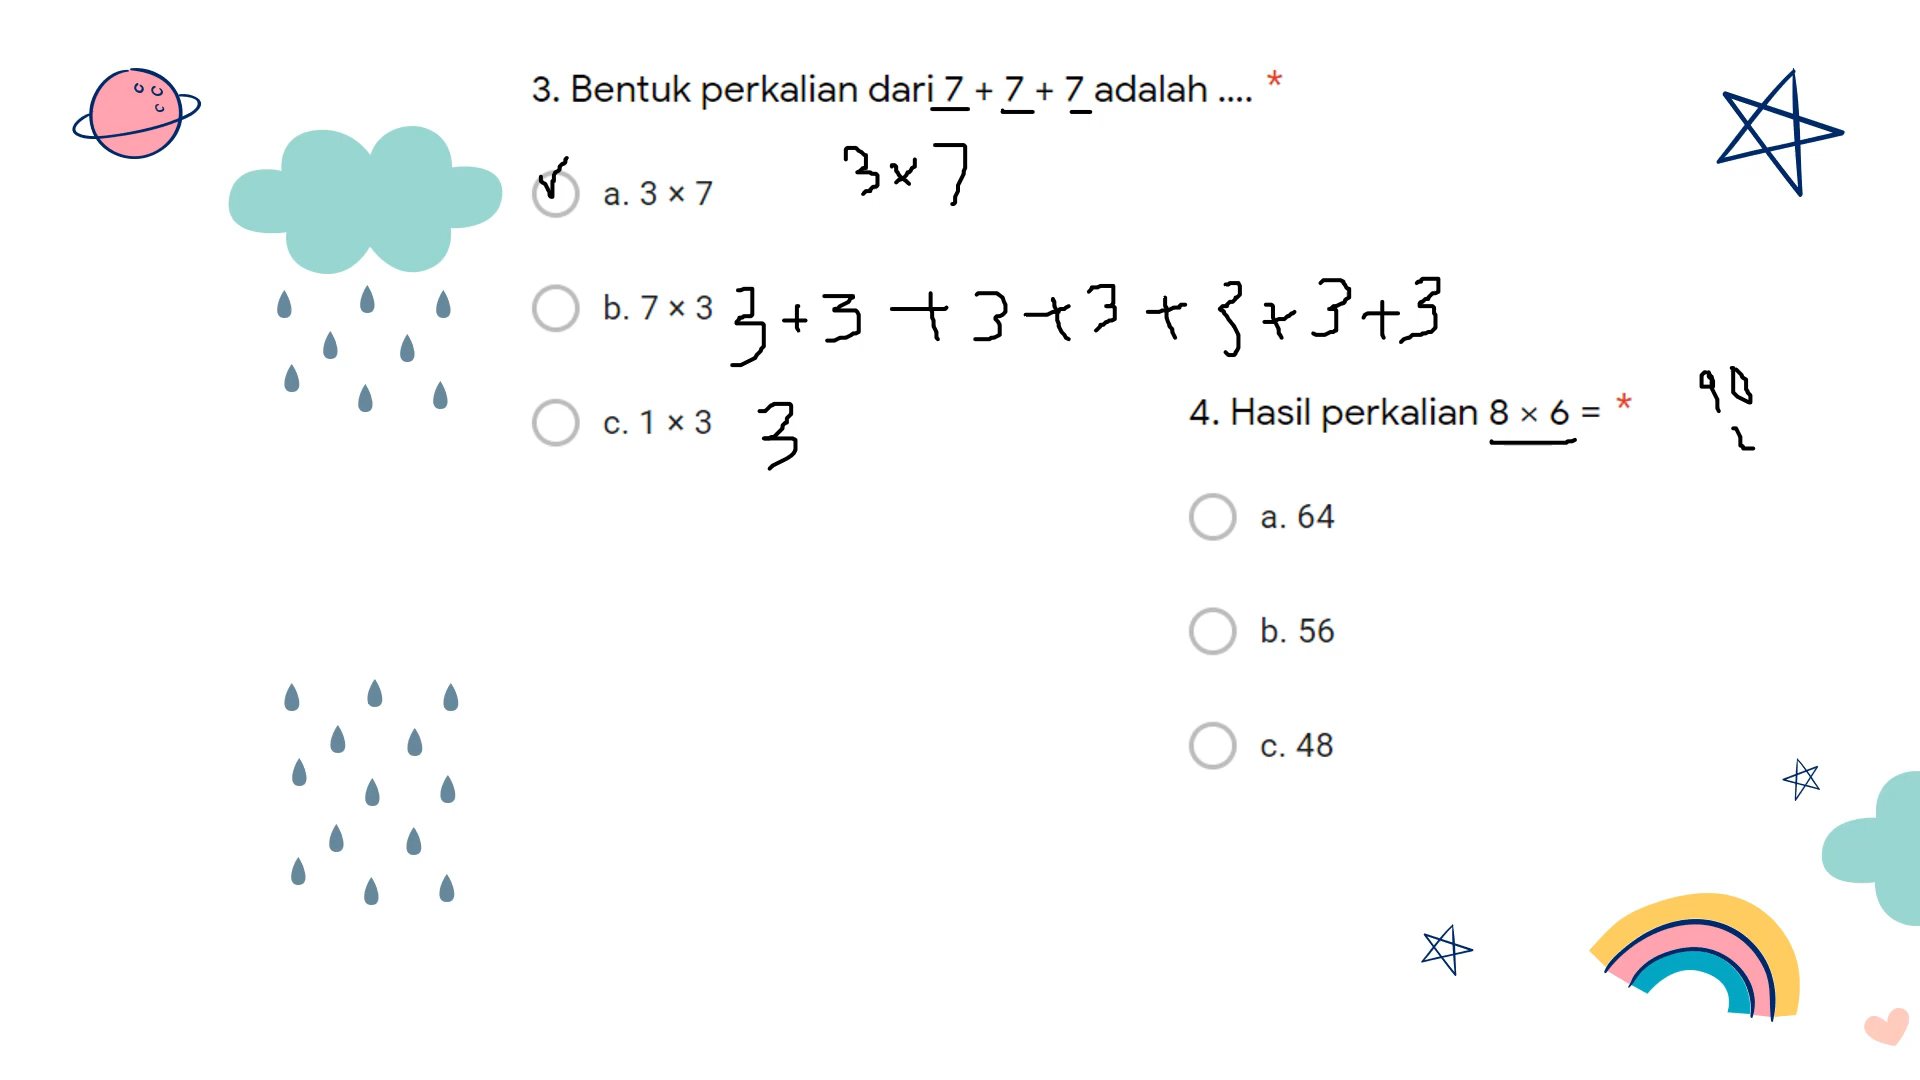 3. Bentuk perkalian dari 7 + 7 + 7 adalah .... *
3 x 7
a. 3 × 7
b. 7 × 3
3 + 3 + 3 + 3 + 3 + 3 + 3
c. 1 × 3
3
4. Hasil perkalian 8 × 6 = *
a. 64
b. 56
c. 48